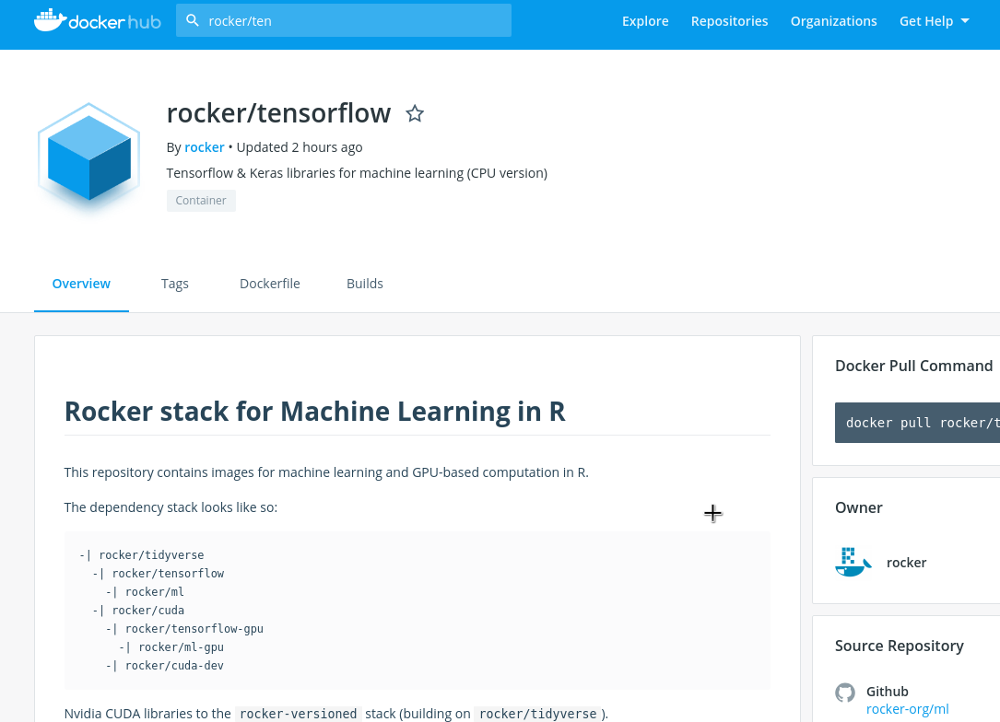 docker hub
rocker/ten
Explore Repositories Organizations Get Help
rocker/tensorflow
By rocker • Updated 2 hours ago
Tensorflow & Keras libraries for machine learning (CPU version)
Container
Overview Tags Dockerfile Builds
Rocker stack for Machine Learning in R
This repository contains images for machine learning and GPU-based computation in R.
The dependency stack looks like so:
-| rocker/tidyverse
-| rocker/tensorflow
-| rocker/ml
-| rocker/cuda
-| rocker/tensorflow-gpu
-| rocker/ml-gpu
-| rocker/cuda-dev
Nvidia CUDA libraries to the rocker-versioned stack (building on rocker/tidyverse ).
Docker Pull Command
docker pull rocker/t
Owner
rocker
Source Repository
Github
rocker-org/ml